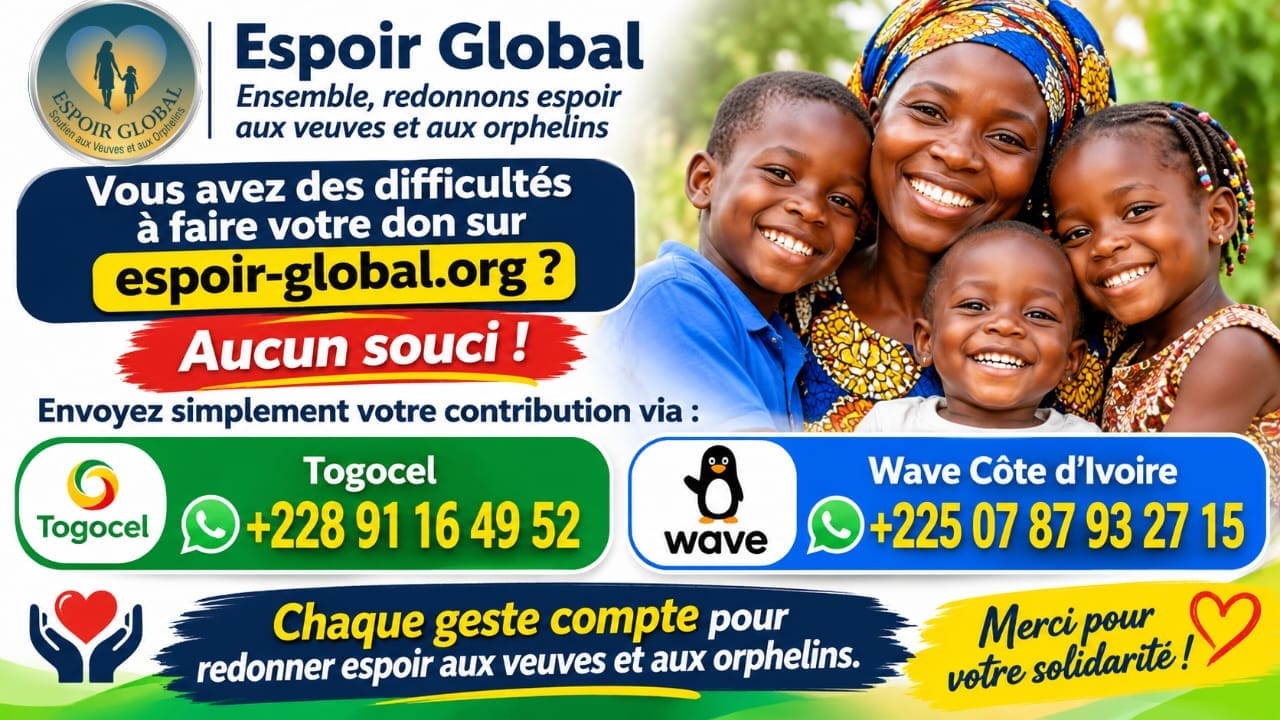 ESPOIR GLOBAL
Soutien aux Veuves et aux Orphelins
Espoir Global
Ensemble, redonnons espoir
aux veuves et aux orphelins
Vous avez des difficultés
à faire votre don sur
espoir-global.org ?
Aucun souci !
Envoyez simplement votre contribution via :
Togocel
Togocel
+228 91 16 49 52
wave
Wave Côte d'Ivoire
+225 07 87 93 27 15
Chaque geste compte pour
redonner espoir aux veuves et aux orphelins.
Merci pour
votre solidarité !